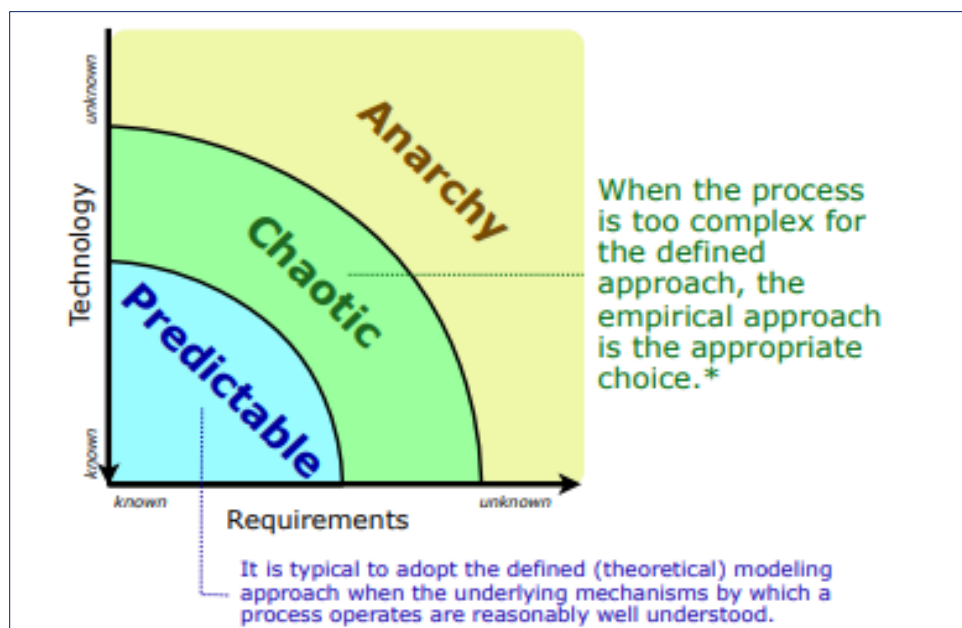 unknown
Technology
known
Anarchy
Chaotic
Predictable
When the process
is too complex for
the defined
approach, the
empirical approach
is the appropriate
choice.*
known
unknown
Requirements
It is typical to adopt the defined (theoretical) modeling
approach when the underlying mechanisms by which a
process operates are reasonably well understood.